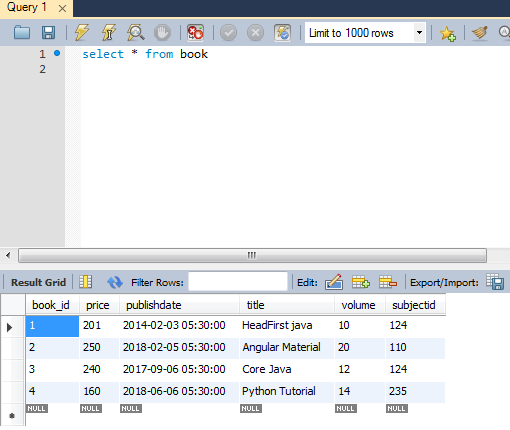 Query 1
Limit to 1000 rows
1 select * from book
2
Result Grid Filter Rows: Edit: Export/Import:
book_id price publishdate title volume subjectid
1 201 2014-02-03 05:30:00 HeadFirst java 10 124
2 250 2018-02-05 05:30:00 Angular Material 20 110
3 240 2017-09-06 05:30:00 Core Java 12 124
4 160 2018-06-06 05:30:00 Python Tutorial 14 235
NULL NULL NULL NULL NULL NULL